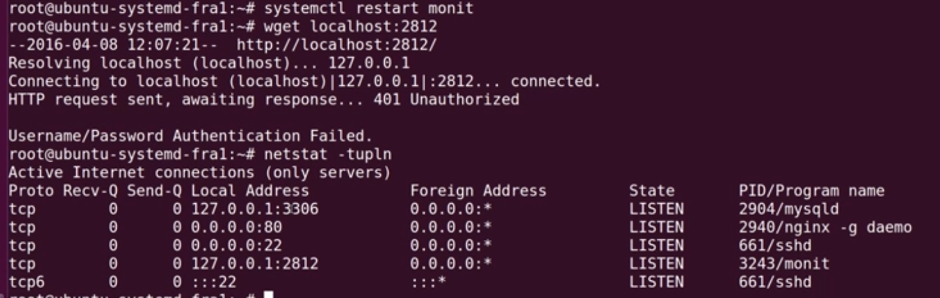 root@ubuntu-systemd-fra1:~# systemctl restart monit
root@ubuntu-systemd-fra1:~# wget localhost:2812
--2016-04-08 12:07:21--  http://localhost:2812/
Resolving localhost (localhost)... 127.0.0.1
Connecting to localhost (localhost)|127.0.0.1|:2812... connected.
HTTP request sent, awaiting response... 401 Unauthorized
Username/Password Authentication Failed.
root@ubuntu-systemd-fra1:~# netstat -tupln
Active Internet connections (only servers)
Proto Recv-Q Send-Q Local Address           Foreign Address         State       PID/Program name
tcp        0      0 127.0.0.1:3306          0.0.0.0:*               LISTEN      2904/mysqld
tcp        0      0 0.0.0.0:80              0.0.0.0:*               LISTEN      2940/nginx -g daemo
tcp        0      0 0.0.0.0:22              0.0.0.0:*               LISTEN      661/sshd
tcp        0      0 127.0.0.1:2812          0.0.0.0:*               LISTEN      3243/monit
tcp6       0      0 :::22                   :::*                    LISTEN      661/sshd
root@ubuntu-systemd-fra1:~#